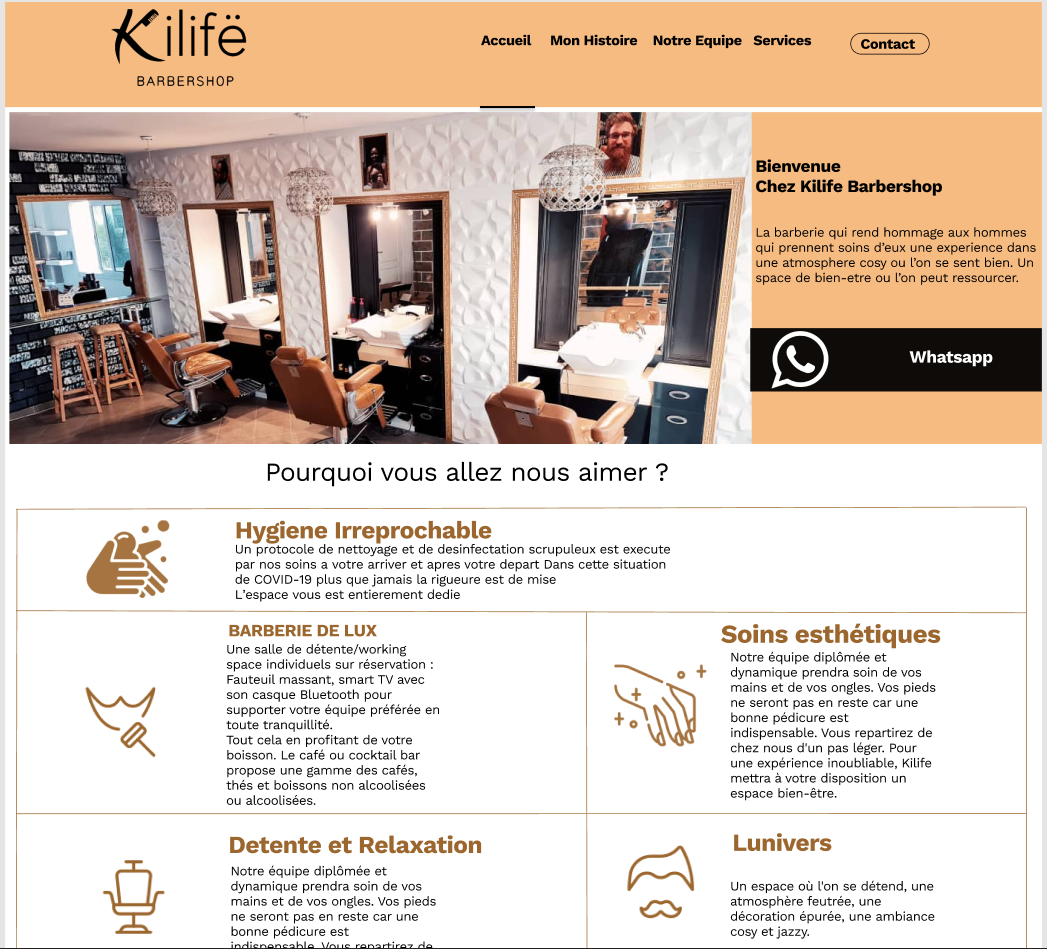 Kilifë
BARBERSHOP
Accueil Mon Histoire Notre Equipe Services Contact
Bienvenue
Chez Kilife Barbershop
La barberie qui rend hommage aux hommes
qui prennent soins d’eux une experience dans
une atmosphere cosy ou l’on se sent bien. Un
space de bien-etre ou l’on peut ressourcer.
Whatsapp
Pourquoi vous allez nous aimer ?
Hygiene Irreprochable
Un protocole de nettoyage et de desinfectation scrupuleux est execute
par nos soins a votre arriver et apres votre depart Dans cette situation
de COVID-19 plus que jamais la rigueure est de mise
L’espace vous est entierement dedie
BARBERIE DE LUX
Une salle de détente/working
space individuels sur réservation :
Fauteuil massant, smart TV avec
son casque Bluetooth pour
supporter votre équipe préférée en
toute tranquillité.
Tout cela en profitant de votre
boisson. Le café ou cocktail bar
propose une gamme des cafés,
thés et boissons non alcoolisées
ou alcoolisées.
Soins esthétiques
Notre équipe diplômée et
dynamique prendra soin de vos
mains et de vos ongles. Vos pieds
ne seront pas en reste car une
bonne pédicure est
indispensable. Vous repartirez de
chez nous d'un pas léger. Pour
une expérience inoubliable, Kilife
mettra à votre disposition un
espace bien-être.
Detente et Relaxation
Notre équipe diplômée et
dynamique prendra soin de vos
mains et de vos ongles. Vos pieds
ne seront pas en reste car une
bonne pédicure est
indispensable. Vous repartirez de
Lunivers
Un espace où l'on se détend, une
atmosphère feutrée, une
décoration épurée, une ambiance
cosy et jazzy.